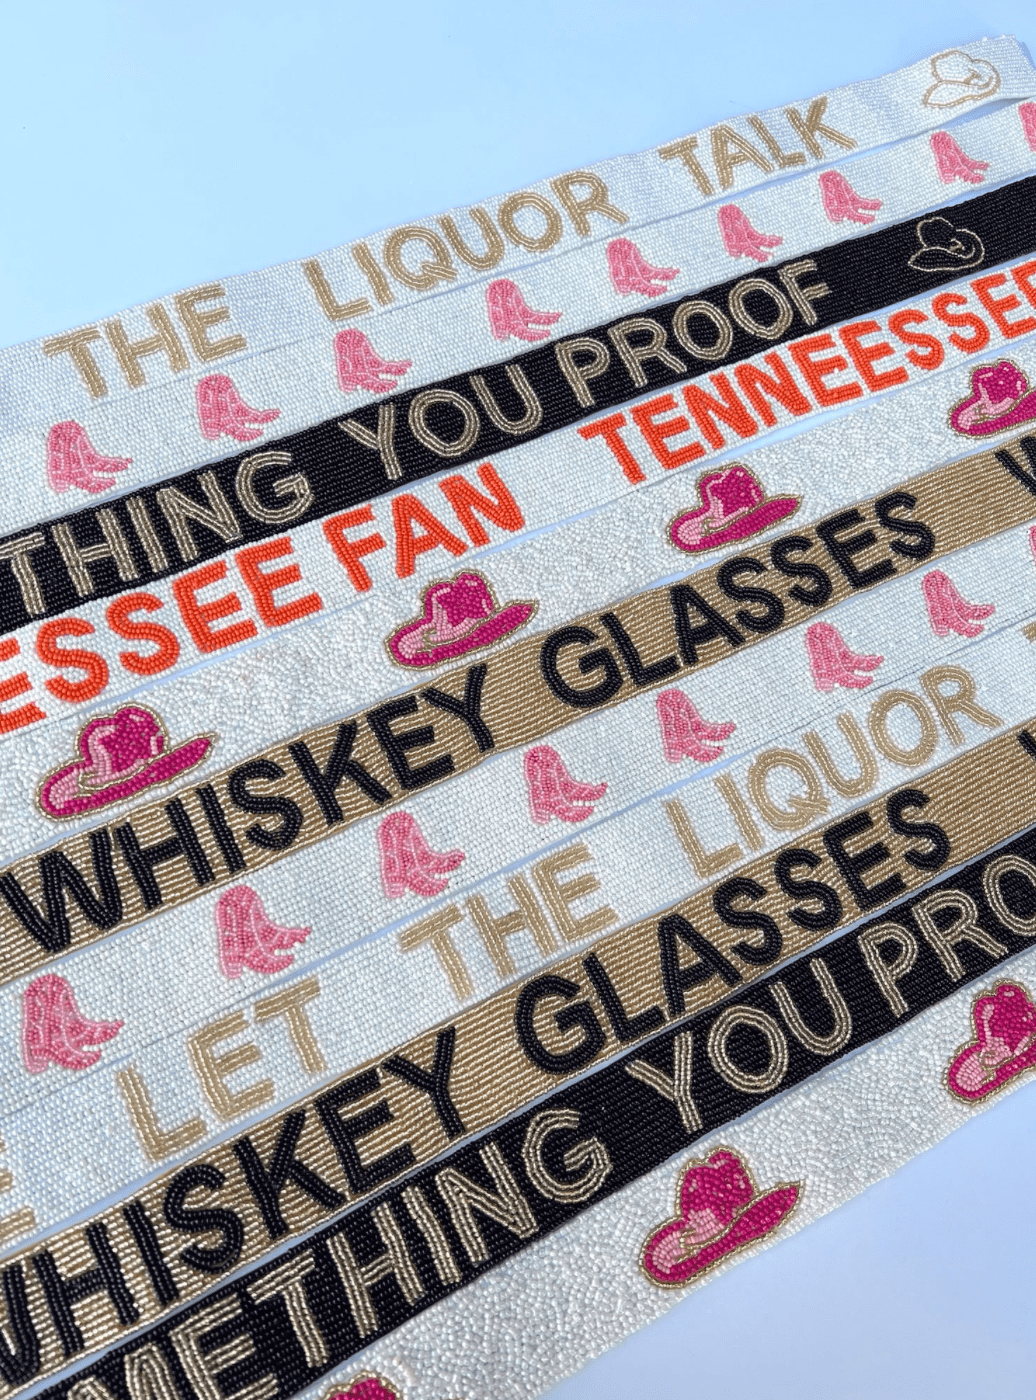 THE LIQUOR TALK
THING YOU PROOF
ESSEE FAN TENNEESSEE
WHISKEY GLASSES
LET THE LIQUOR
WHISKEY GLASSES
METHING YOU PRO